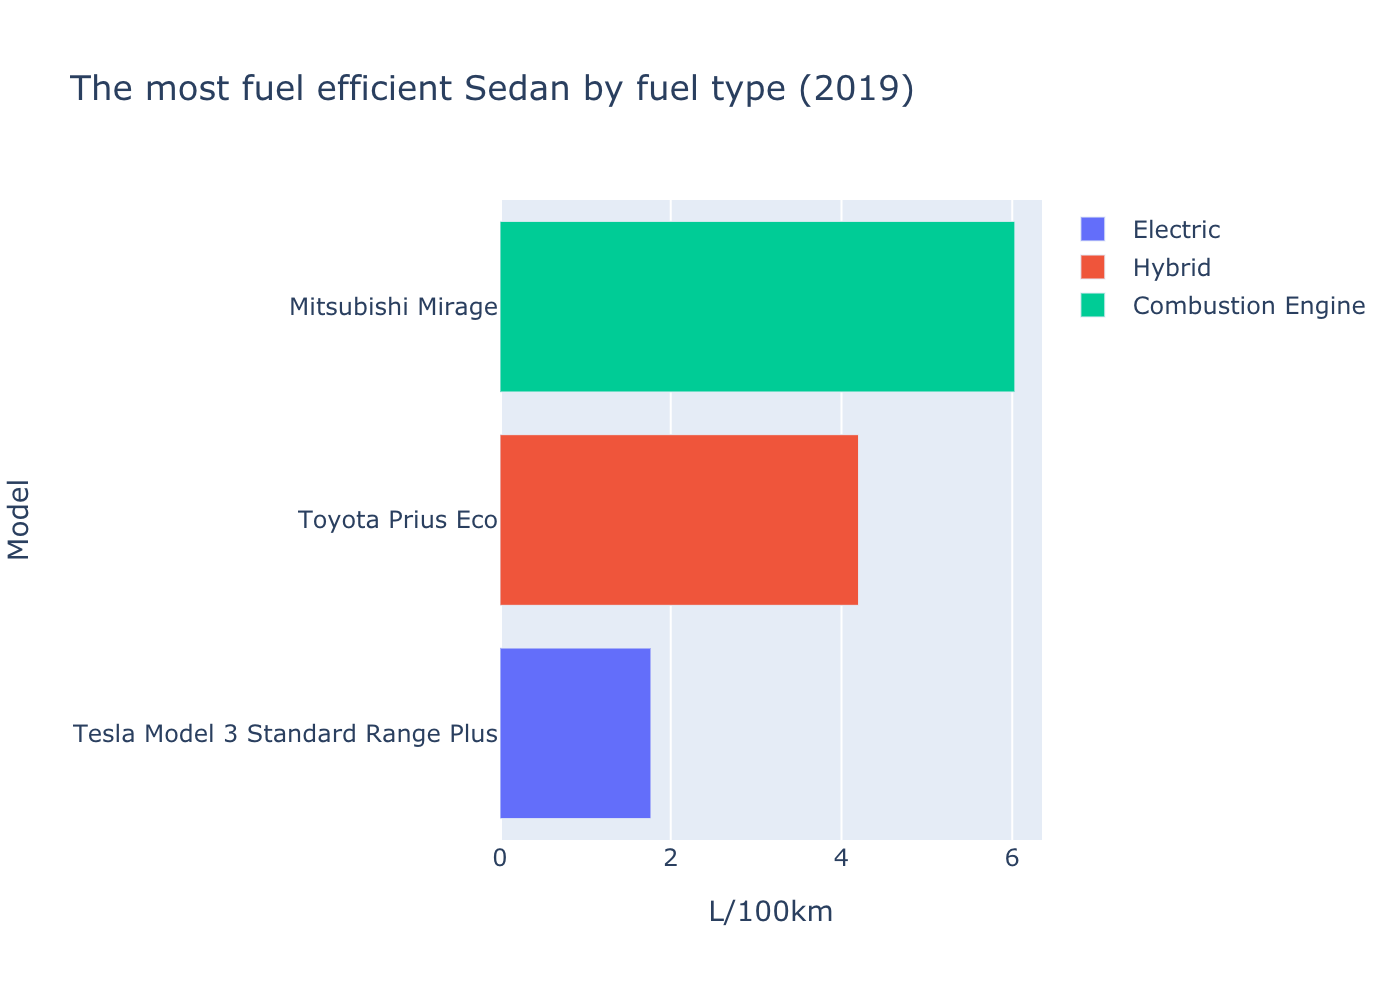 The most fuel efficient Sedan by fuel type (2019)
Electric
Hybrid
Combustion Engine
Mitsubishi Mirage
Toyota Prius Eco
Tesla Model 3 Standard Range Plus
Model
0 2 4 6
L/100km